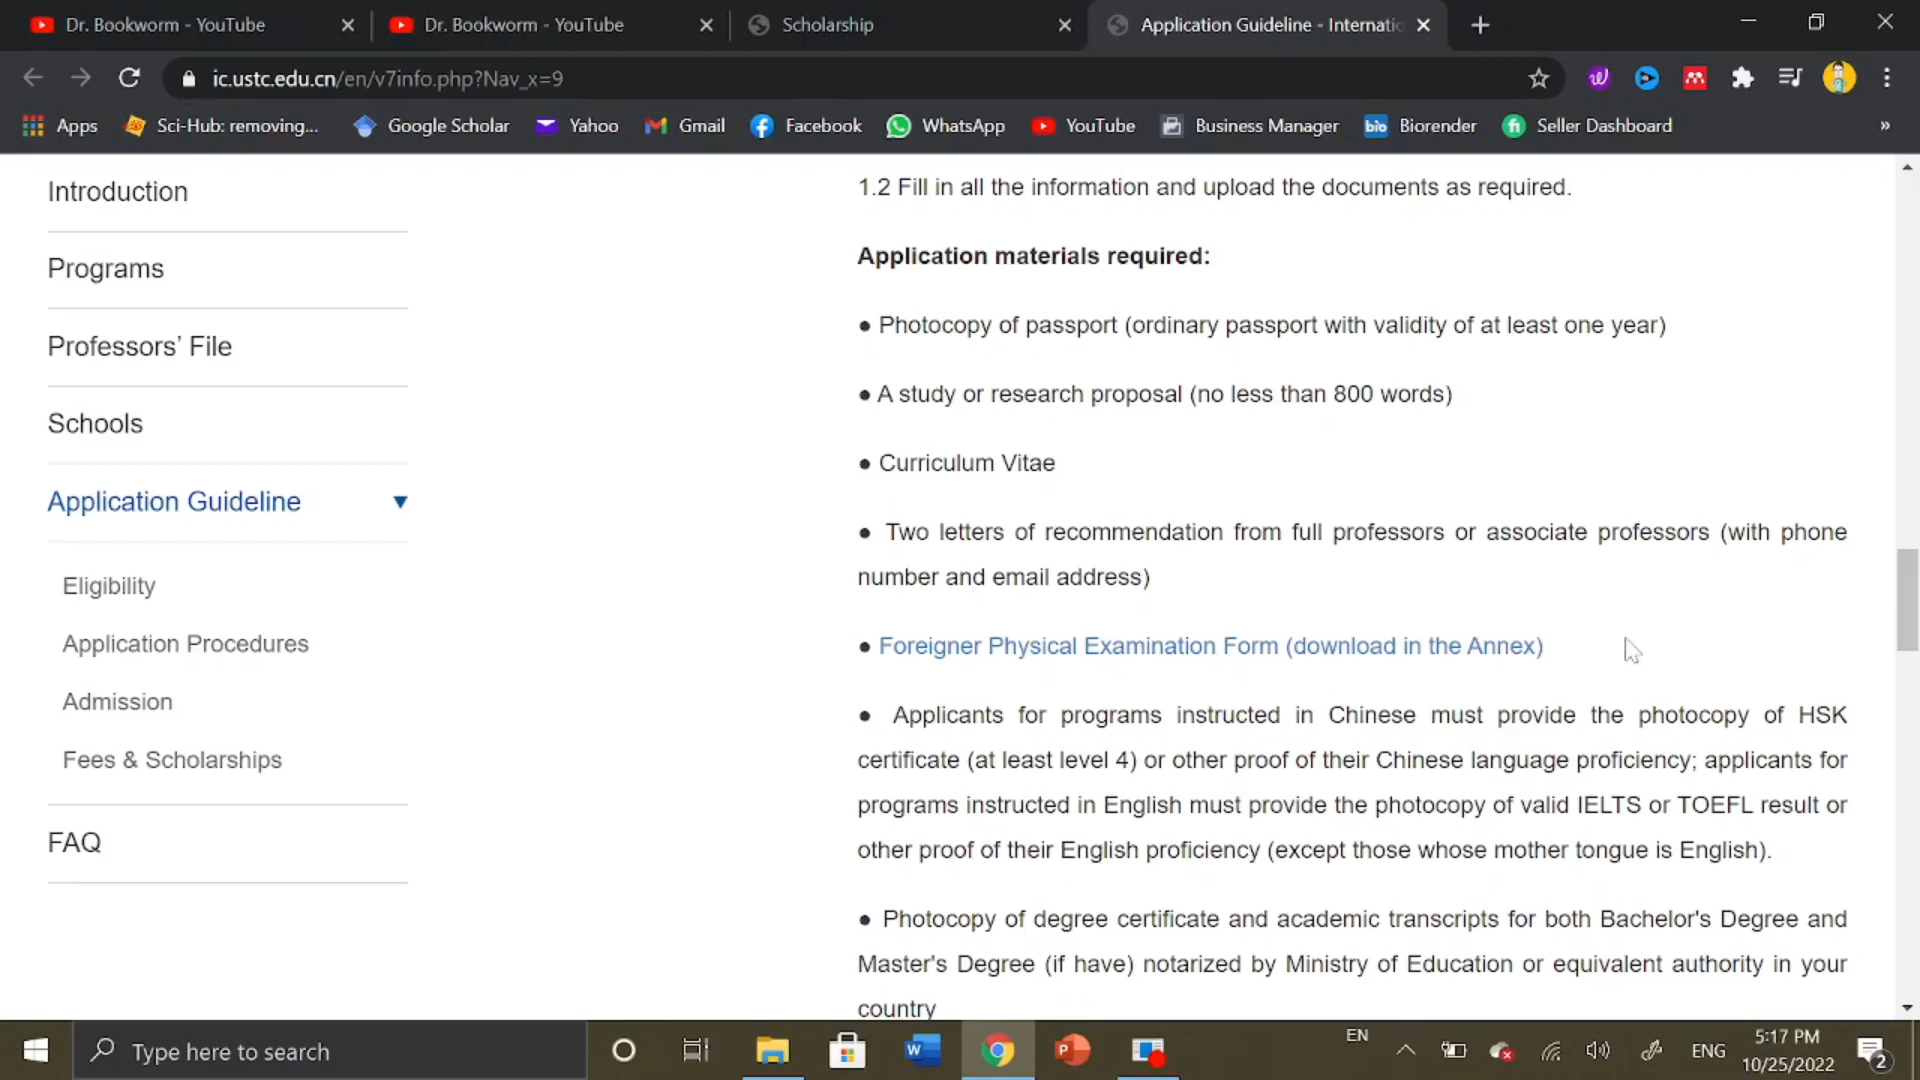 Dr. Bookworm - YouTube
Dr. Bookworm - YouTube
Scholarship
Application Guideline - Internatic
ic.ustc.edu.cn/en/v7info.php?Nav_x=9
Apps
Sci-Hub: removing...
Google Scholar
Yahoo
Gmail
Facebook
WhatsApp
YouTube
Business Manager
bio Biorender
fi Seller Dashboard
»
Introduction
Programs
Professors’ File
Schools
Application Guideline ▼
Eligibility
Application Procedures
Admission
Fees & Scholarships
FAQ
1.2 Fill in all the information and upload the documents as required.
Application materials required:
● Photocopy of passport (ordinary passport with validity of at least one year)
● A study or research proposal (no less than 800 words)
● Curriculum Vitae
● Two letters of recommendation from full professors or associate professors (with phone
number and email address)
● Foreigner Physical Examination Form (download in the Annex)
● Applicants for programs instructed in Chinese must provide the photocopy of HSK
certificate (at least level 4) or other proof of their Chinese language proficiency; applicants for
programs instructed in English must provide the photocopy of valid IELTS or TOEFL result or
other proof of their English proficiency (except those whose mother tongue is English).
● Photocopy of degree certificate and academic transcripts for both Bachelor's Degree and
Master's Degree (if have) notarized by Ministry of Education or equivalent authority in your
country
Type here to search
EN
ENG
5:17 PM
10/25/2022
2